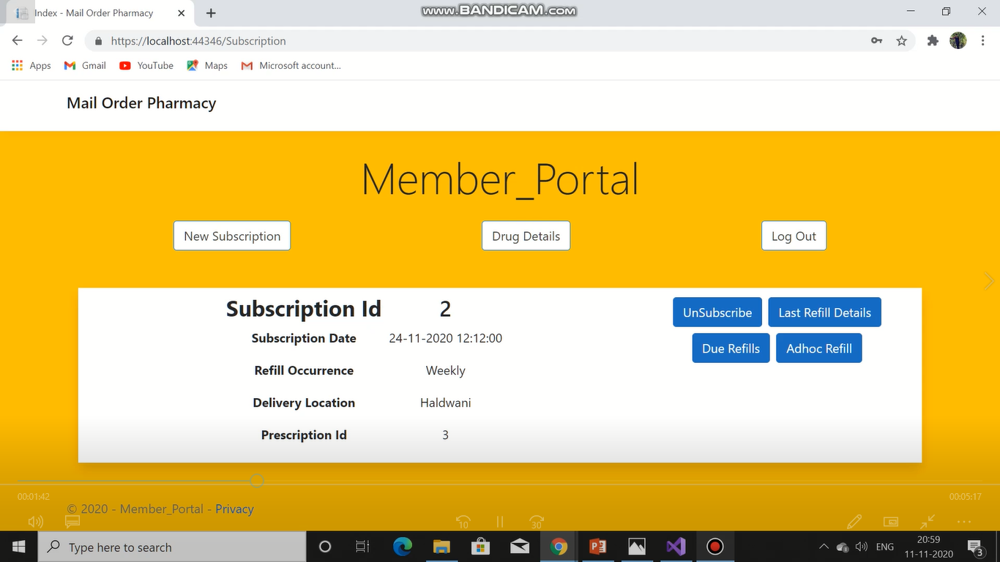 Index - Mail Order Pharmacy
www.BANDICAM.com
https://localhost:44346/Subscription
Apps Gmail YouTube Maps Microsoft account...
Mail Order Pharmacy
Member_Portal
New Subscription Drug Details Log Out
Subscription Id 2 UnSubscribe Last Refill Details
Subscription Date 24-11-2020 12:12:00 Due Refills Adhoc Refill
Refill Occurrence Weekly
Delivery Location Haldwani
Prescription Id 3
00:01:42 00:05:17
© 2020 - Member_Portal - Privacy
10 30
Type here to search ENG 20:59
11-11-2020 3